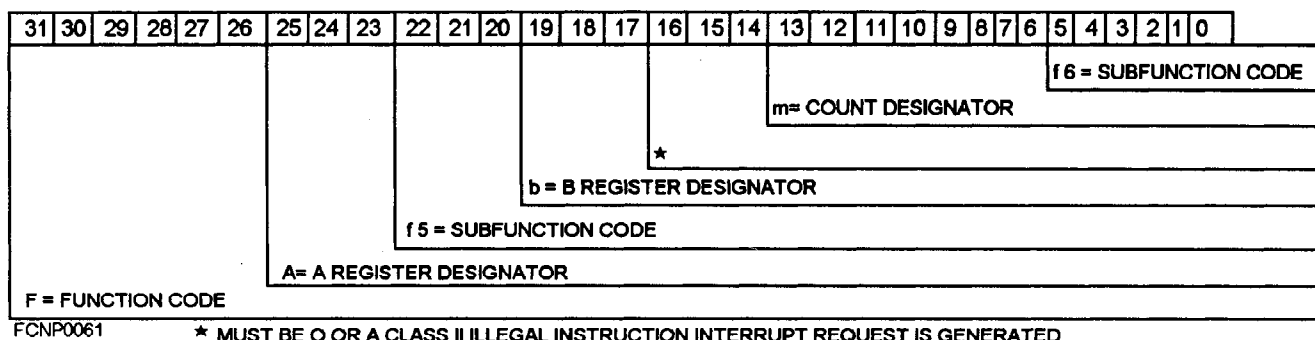 31 30 29 28 27 26 25 24 23 22 21 20 19 18 17 16 15 14 13 12 11 10 9 8 7 6 5 4 3 2 1 0
f 6 = SUBFUNCTION CODE
m= COUNT DESIGNATOR
★
b = B REGISTER DESIGNATOR
f 5 = SUBFUNCTION CODE
A= A REGISTER DESIGNATOR
F = FUNCTION CODE
FCNP0061 ★ MUST BE O OR A CLASS II ILLEGAL INSTRUCTION INTERRUPT REQUEST IS GENERATED